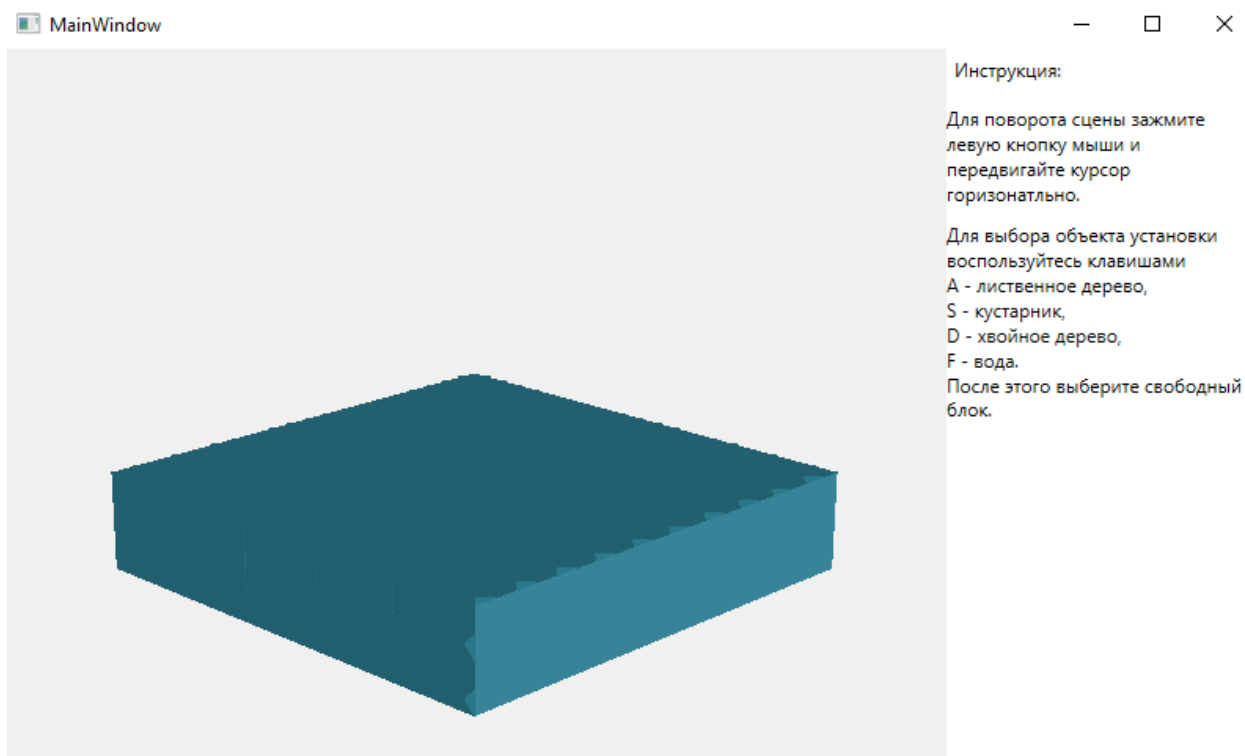 MainWindow
Инструкция:
Для поворота сцены зажмите
левую кнопку мыши и
передвигайте курсор
горизонатльно.
Для выбора объекта установки
воспользуйтесь клавишами
A - лиственное дерево,
S - кустарник,
D - хвойное дерево,
F - вода.
После этого выберите свободный
блок.